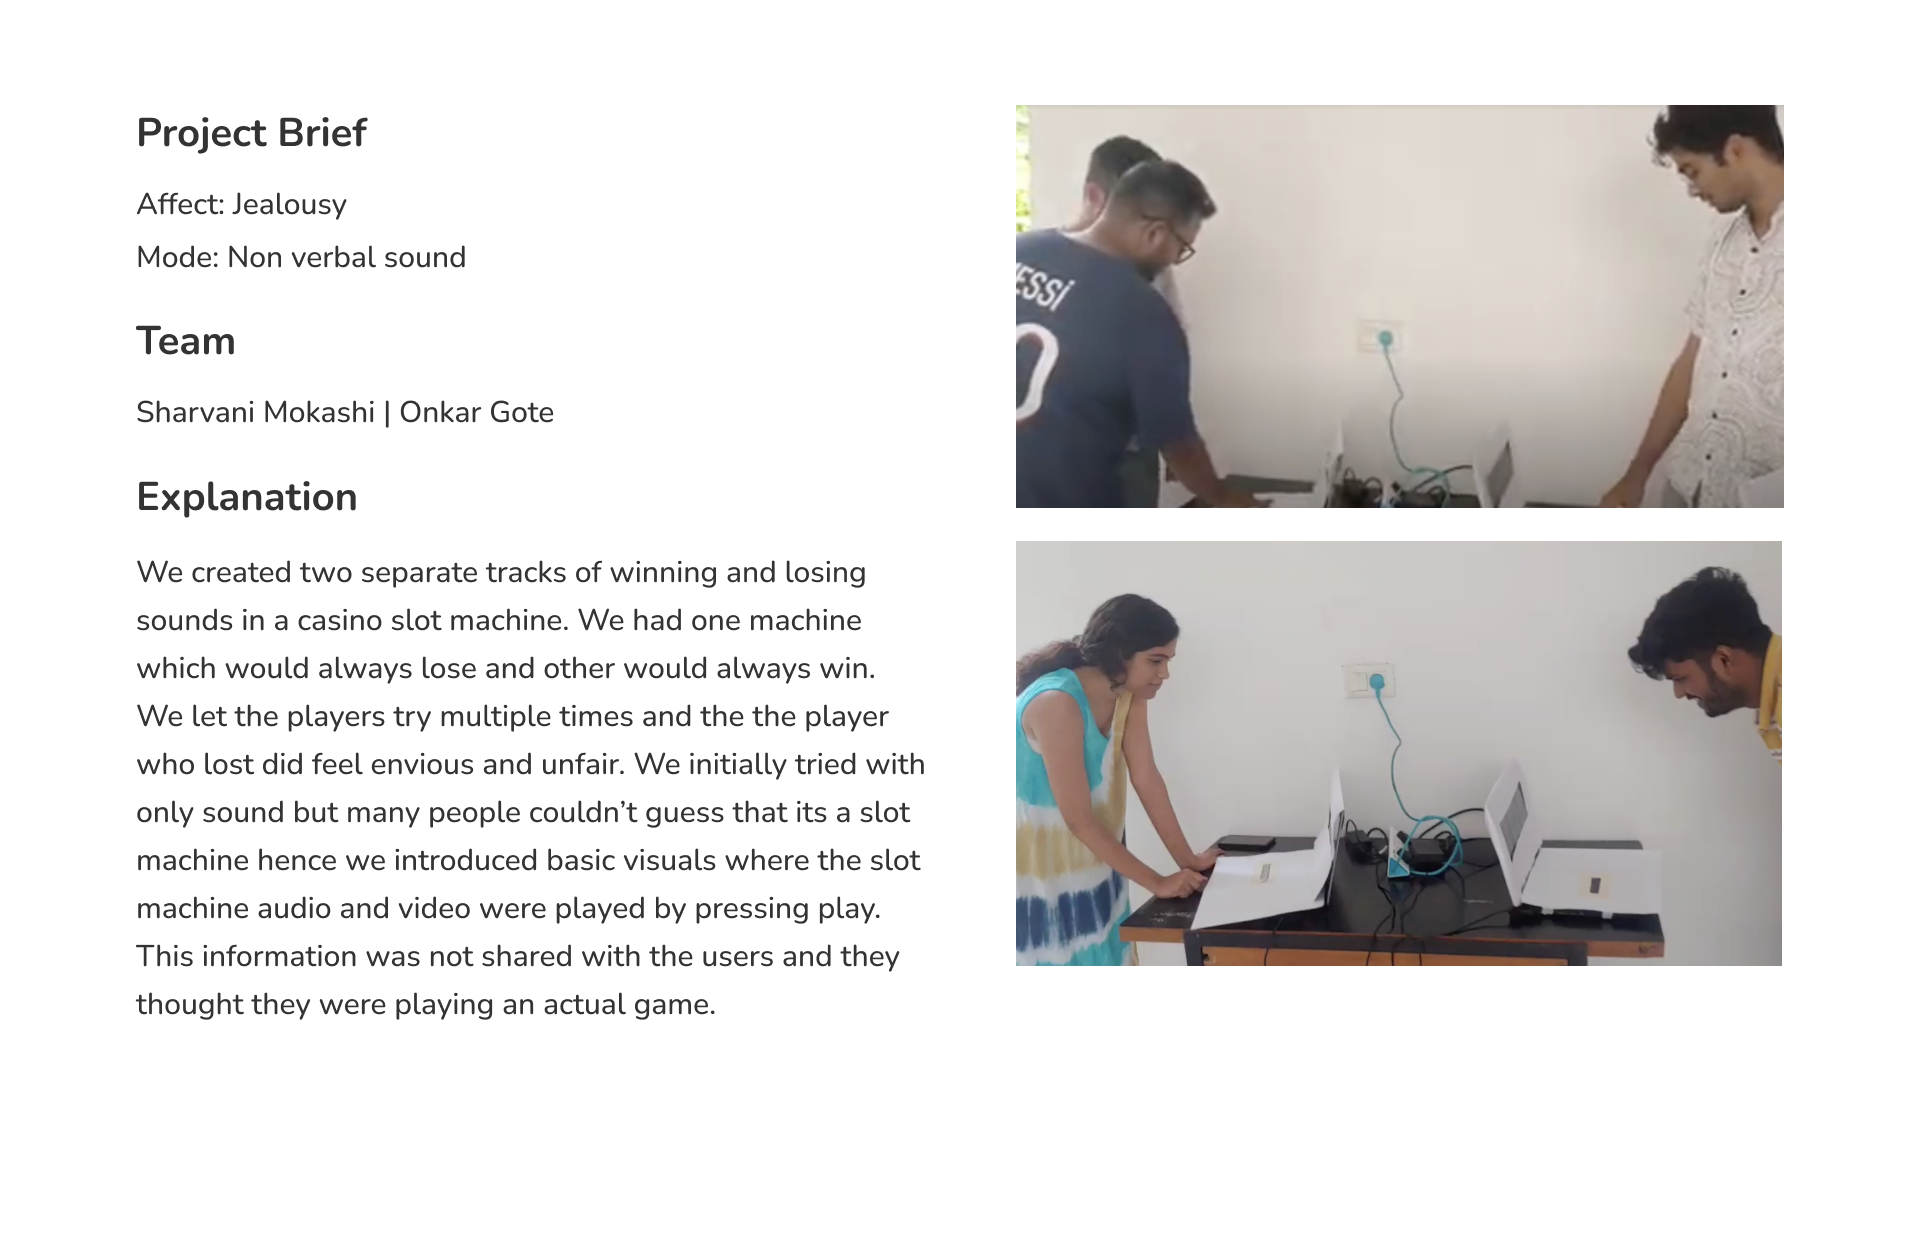 Project Brief
Affect: Jealousy
Mode: Non verbal sound
Team
Sharvani Mokashi | Onkar Gote
Explanation
We created two separate tracks of winning and losing
sounds in a casino slot machine. We had one machine
which would always lose and other would always win.
We let the players try multiple times and the the player
who lost did feel envious and unfair. We initially tried with
only sound but many people couldn’t guess that its a slot
machine hence we introduced basic visuals where the slot
machine audio and video were played by pressing play.
This information was not shared with the users and they
thought they were playing an actual game.
ESSI
0